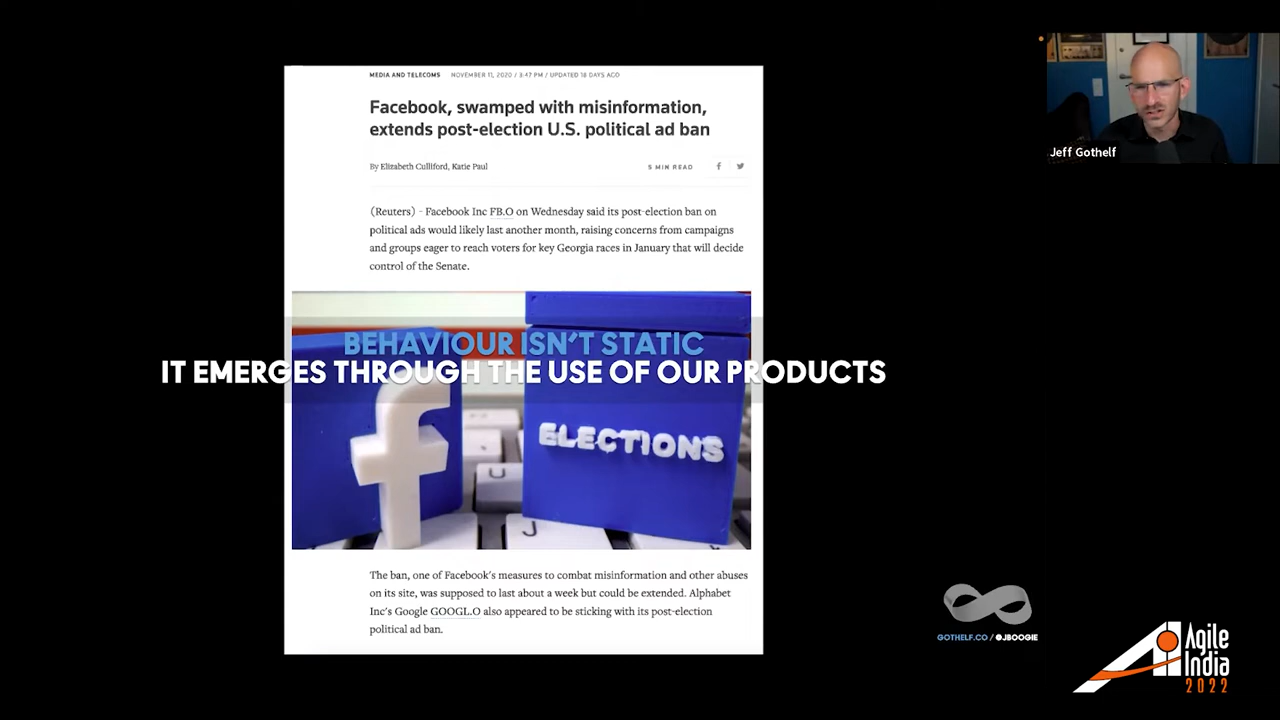 MEDIA AND TELECOMS NOVEMBER 11, 2020 / 3:47 PM / UPDATED 18 DAYS AGO
Facebook, swamped with misinformation,
extends post-election U.S. political ad ban
By Elizabeth Culliford, Katie Paul
5 MIN READ
(Reuters) - Facebook Inc FB.O on Wednesday said its post-election ban on
political ads would likely last another month, raising concerns from campaigns
and groups eager to reach voters for key Georgia races in January that will decide
control of the Senate.
BEHAVIOUR ISN'T STATIC
IT EMERGES THROUGH THE USE OF OUR PRODUCTS
f
ELECTIONS
U
J
The ban, one of Facebook's measures to combat misinformation and other abuses
on its site, was supposed to last about a week but could be extended. Alphabet
Inc's Google GOOGL.O also appeared to be sticking with its post-election
political ad ban.
Jeff Gothelf
GOTHELF.CO / @JBOOGIE
Agile
India
2022